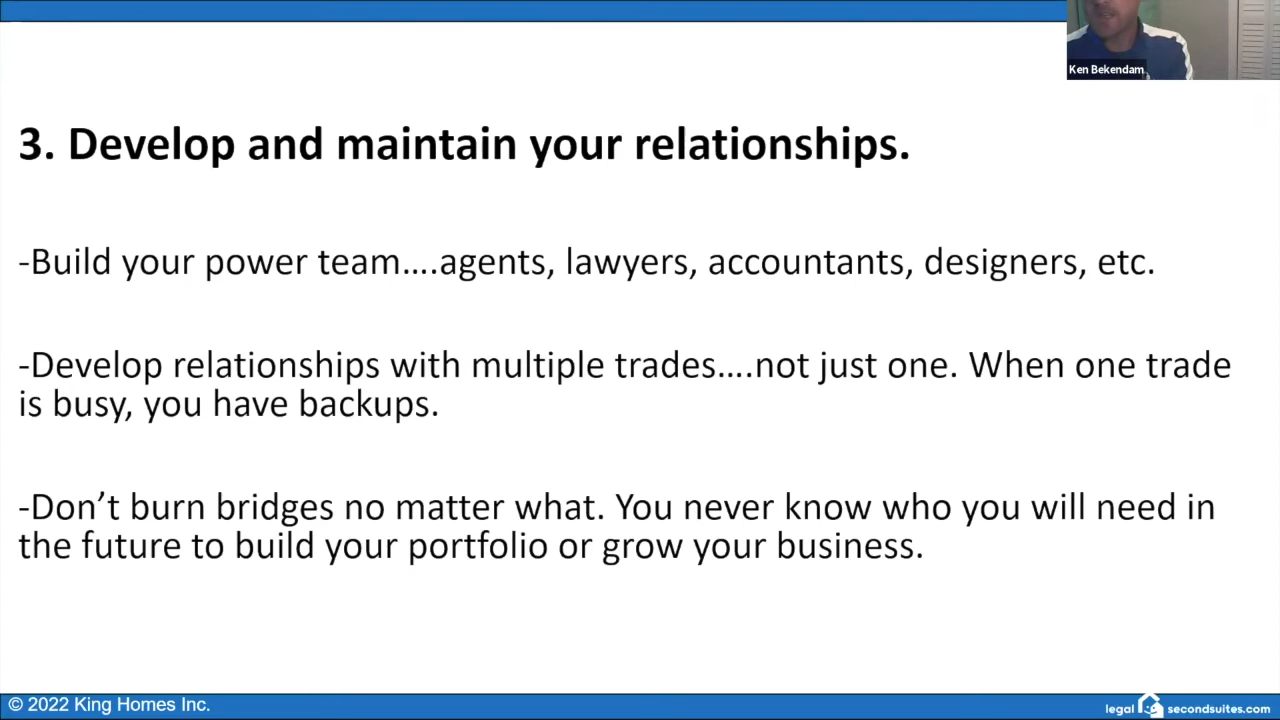 Ken Bekendam
3. Develop and maintain your relationships.
-Build your power team....agents, lawyers, accountants, designers, etc.
-Develop relationships with multiple trades....not just one. When one trade
is busy, you have backups.
-Don’t burn bridges no matter what. You never know who you will need in
the future to build your portfolio or grow your business.
© 2022 King Homes Inc.
legal secondsuites.com